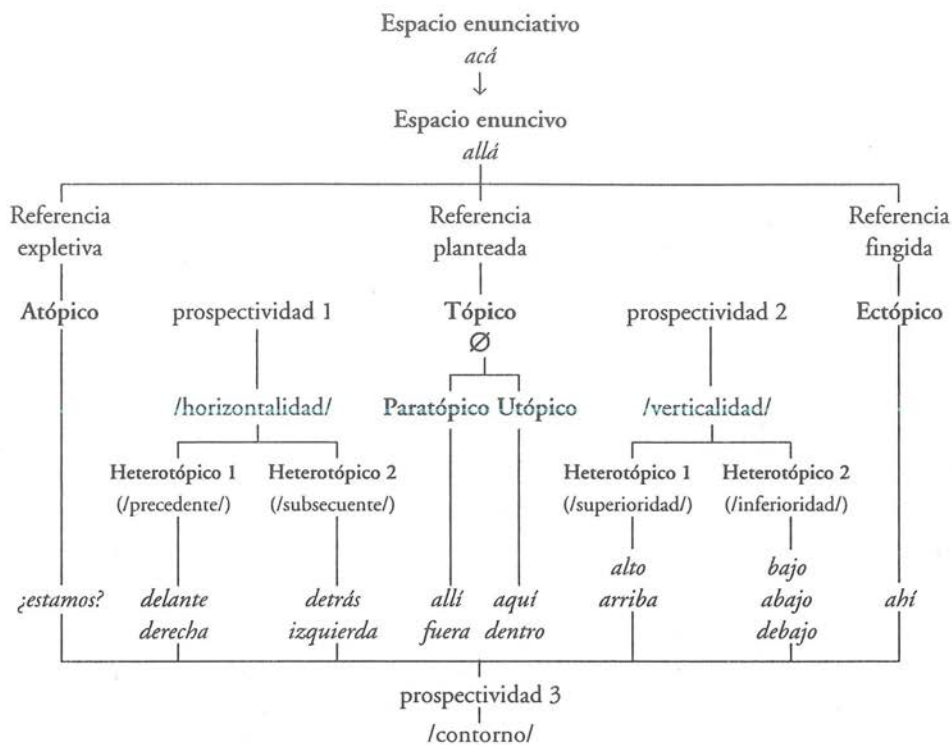 Espacio enunciativo
acá
↓
Espacio enuncivo
allá
Referencia expletiva
Referencia planteada
Referencia fingida
Atópico
prospectividad 1
Tópico
Ø
prospectividad 2
Ectópico
/horizontalidad/
Paratópico Utópico
/verticalidad/
Heterotópico 1
(/precedente/)
Heterotópico 2
(/subsecuente/)
Heterotópico 1
(/superioridad/)
Heterotópico 2
(/inferioridad/)
¿estamos?
delante
derecha
detrás
izquierda
allí
fuera
aquí
dentro
alto
arriba
bajo
abajo
debajo
ahí
prospectividad 3
/contorno/